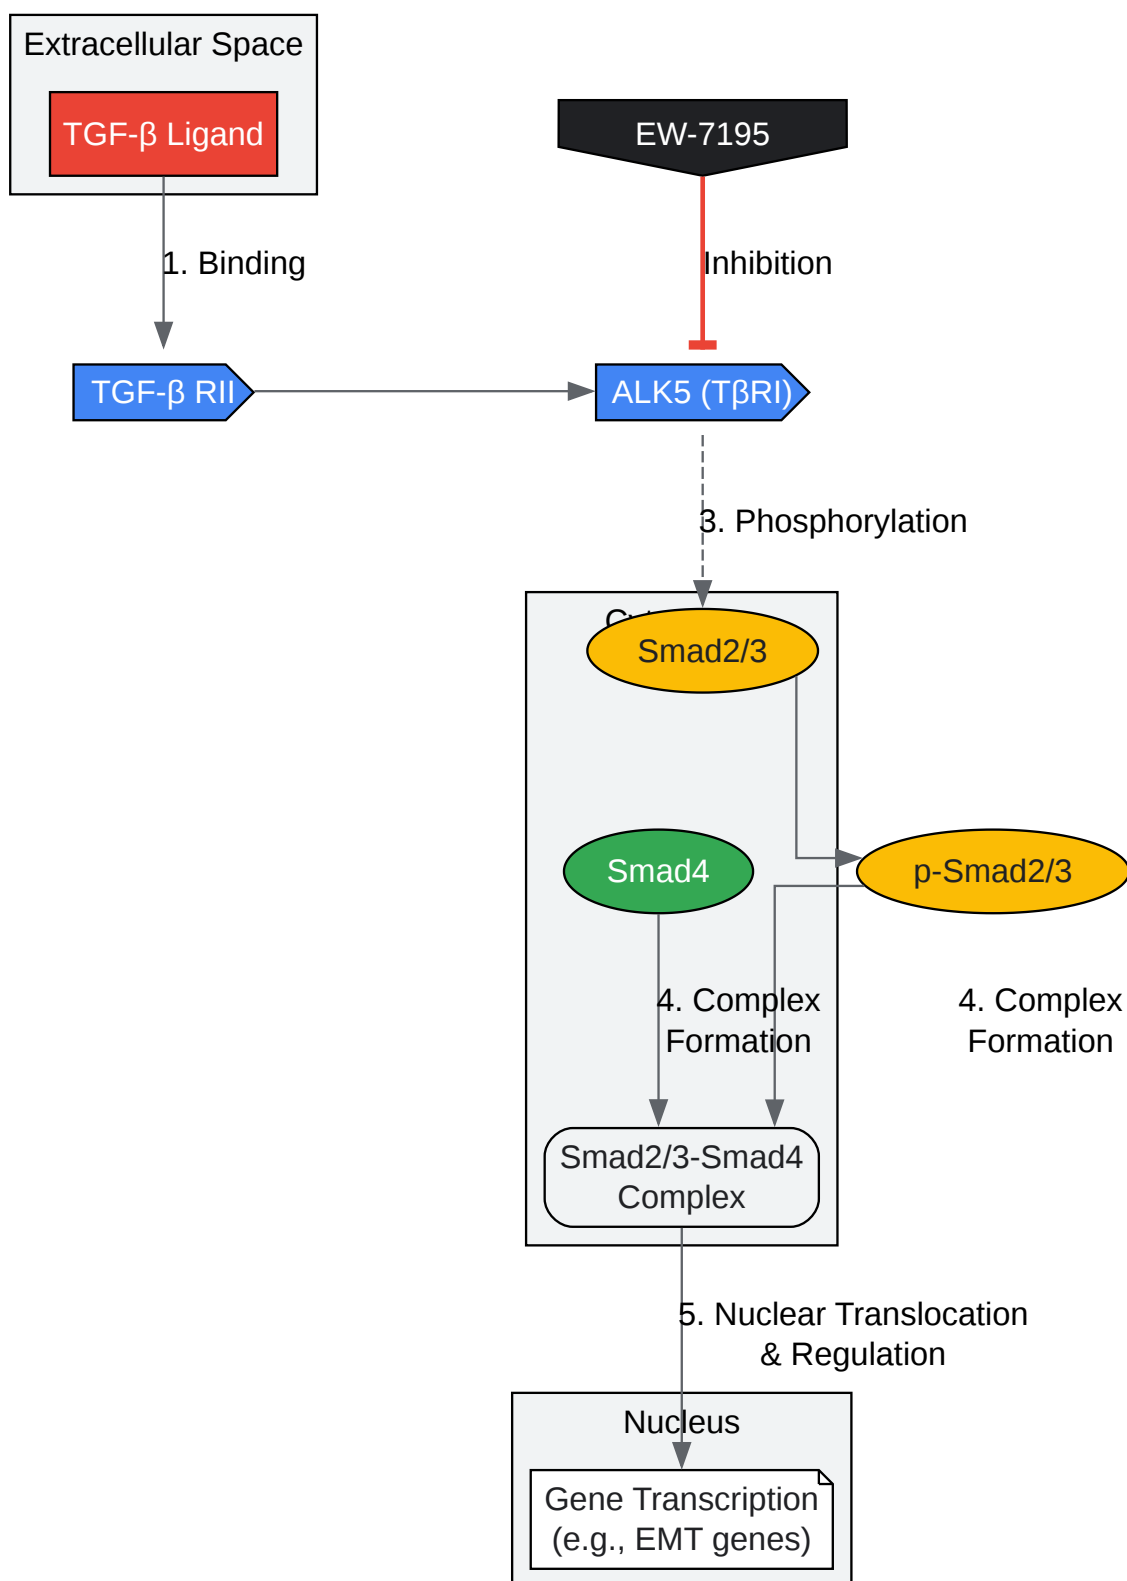 Extracellular Space
TGF-β Ligand
EW-7195
1. Binding
Inhibition
TGF-β RII
ALK5 (TβRI)
3. Phosphorylation
Smad2/3
Smad4
p-Smad2/3
4. Complex
Formation
4. Complex
Formation
Smad2/3-Smad4
Complex
5. Nuclear Translocation
& Regulation
Nucleus
Gene Transcription
(e.g., EMT genes)